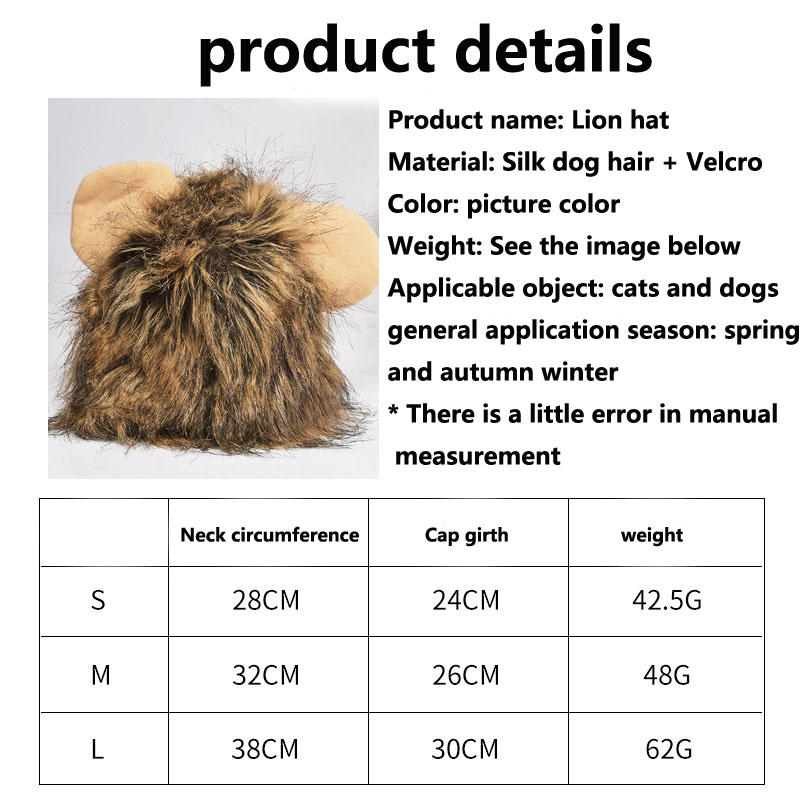 product details
Product name: Lion hat
Material: Silk dog hair + Velcro
Color: picture color
Weight: See the image below
Applicable object: cats and dogs
general application season: spring
and autumn winter
* There is a little error in manual
measurement
Neck circumference Cap girth weight
S 28CM 24CM 42.5G
M 32CM 26CM 48G
L 38CM 30CM 62G